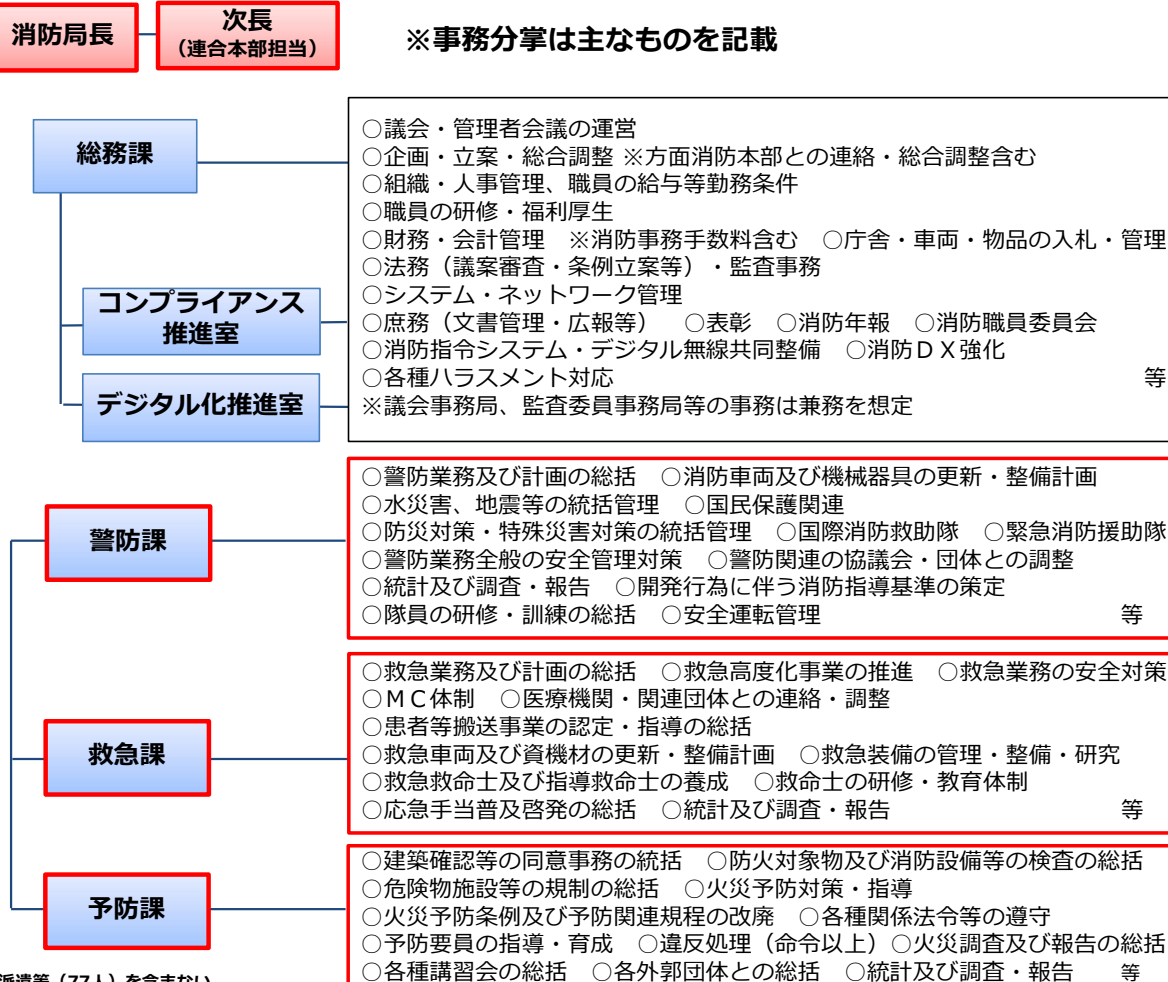 消防局長
次長
（連合本部担当）
※事務分掌は主なものを記載
総務課
○議会・管理者会議の運営
○企画・立案・総合調整 ※方面消防本部との連絡・総合調整含む
○組織・人事管理、職員の給与等勤務条件
○職員の研修・福利厚生
○財務・会計管理　※消防事務手数料含む　○庁舎・車両・物品の入札・管理
○法務（議案審査・条例立案等）・監査事務
○システム・ネットワーク管理
○庶務（文書管理・広報等）　○表彰　○消防年報　○消防職員委員会
○消防指令システム・デジタル無線共同整備　○消防ＤＸ強化
○各種ハラスメント対応　等
※議会事務局、監査委員事務局等の事務は兼務を想定
コンプライアンス
推進室
デジタル化推進室
警防課
○警防業務及び計画の総括　○消防車両及び機械器具の更新・整備計画
○水災害、地震等の統括管理　○国民保護関連
○防災対策・特殊災害対策の統括管理　○国際消防救助隊　○緊急消防援助隊
○警防業務全般の安全管理対策　○警防関連の協議会・団体との調整
○統計及び調査・報告　○開発行為に伴う消防指導基準の策定
○隊員の研修・訓練の総括　○安全運転管理　等
救急課
○救急業務及び計画の総括　○救急高度化事業の推進　○救急業務の安全対策
○ＭＣ体制　○医療機関・関連団体との連絡・調整
○患者等搬送事業の認定・指導の総括
○救急車両及び資機材の更新・整備計画　○救急装備の管理・整備・研究
○救急救命士及び指導救命士の養成　○救命士の研修・教育体制
○応急手当普及啓発の総括　○統計及び調査・報告　等
予防課
○建築確認等の同意事務の統括　○防火対象物及び消防設備等の検査の総括
○危険物施設等の規制の総括　○火災予防対策・指導
○火災予防条例及び予防関連規程の改廃　○各種関係法令等の遵守
○予防要員の指導・育成　○違反処理（命令以上）○火災調査及び報告の総括
○各種講習会の総括　○各外郭団体との総括　○統計及び調査・報告　等
派遣等（77人）を含まない